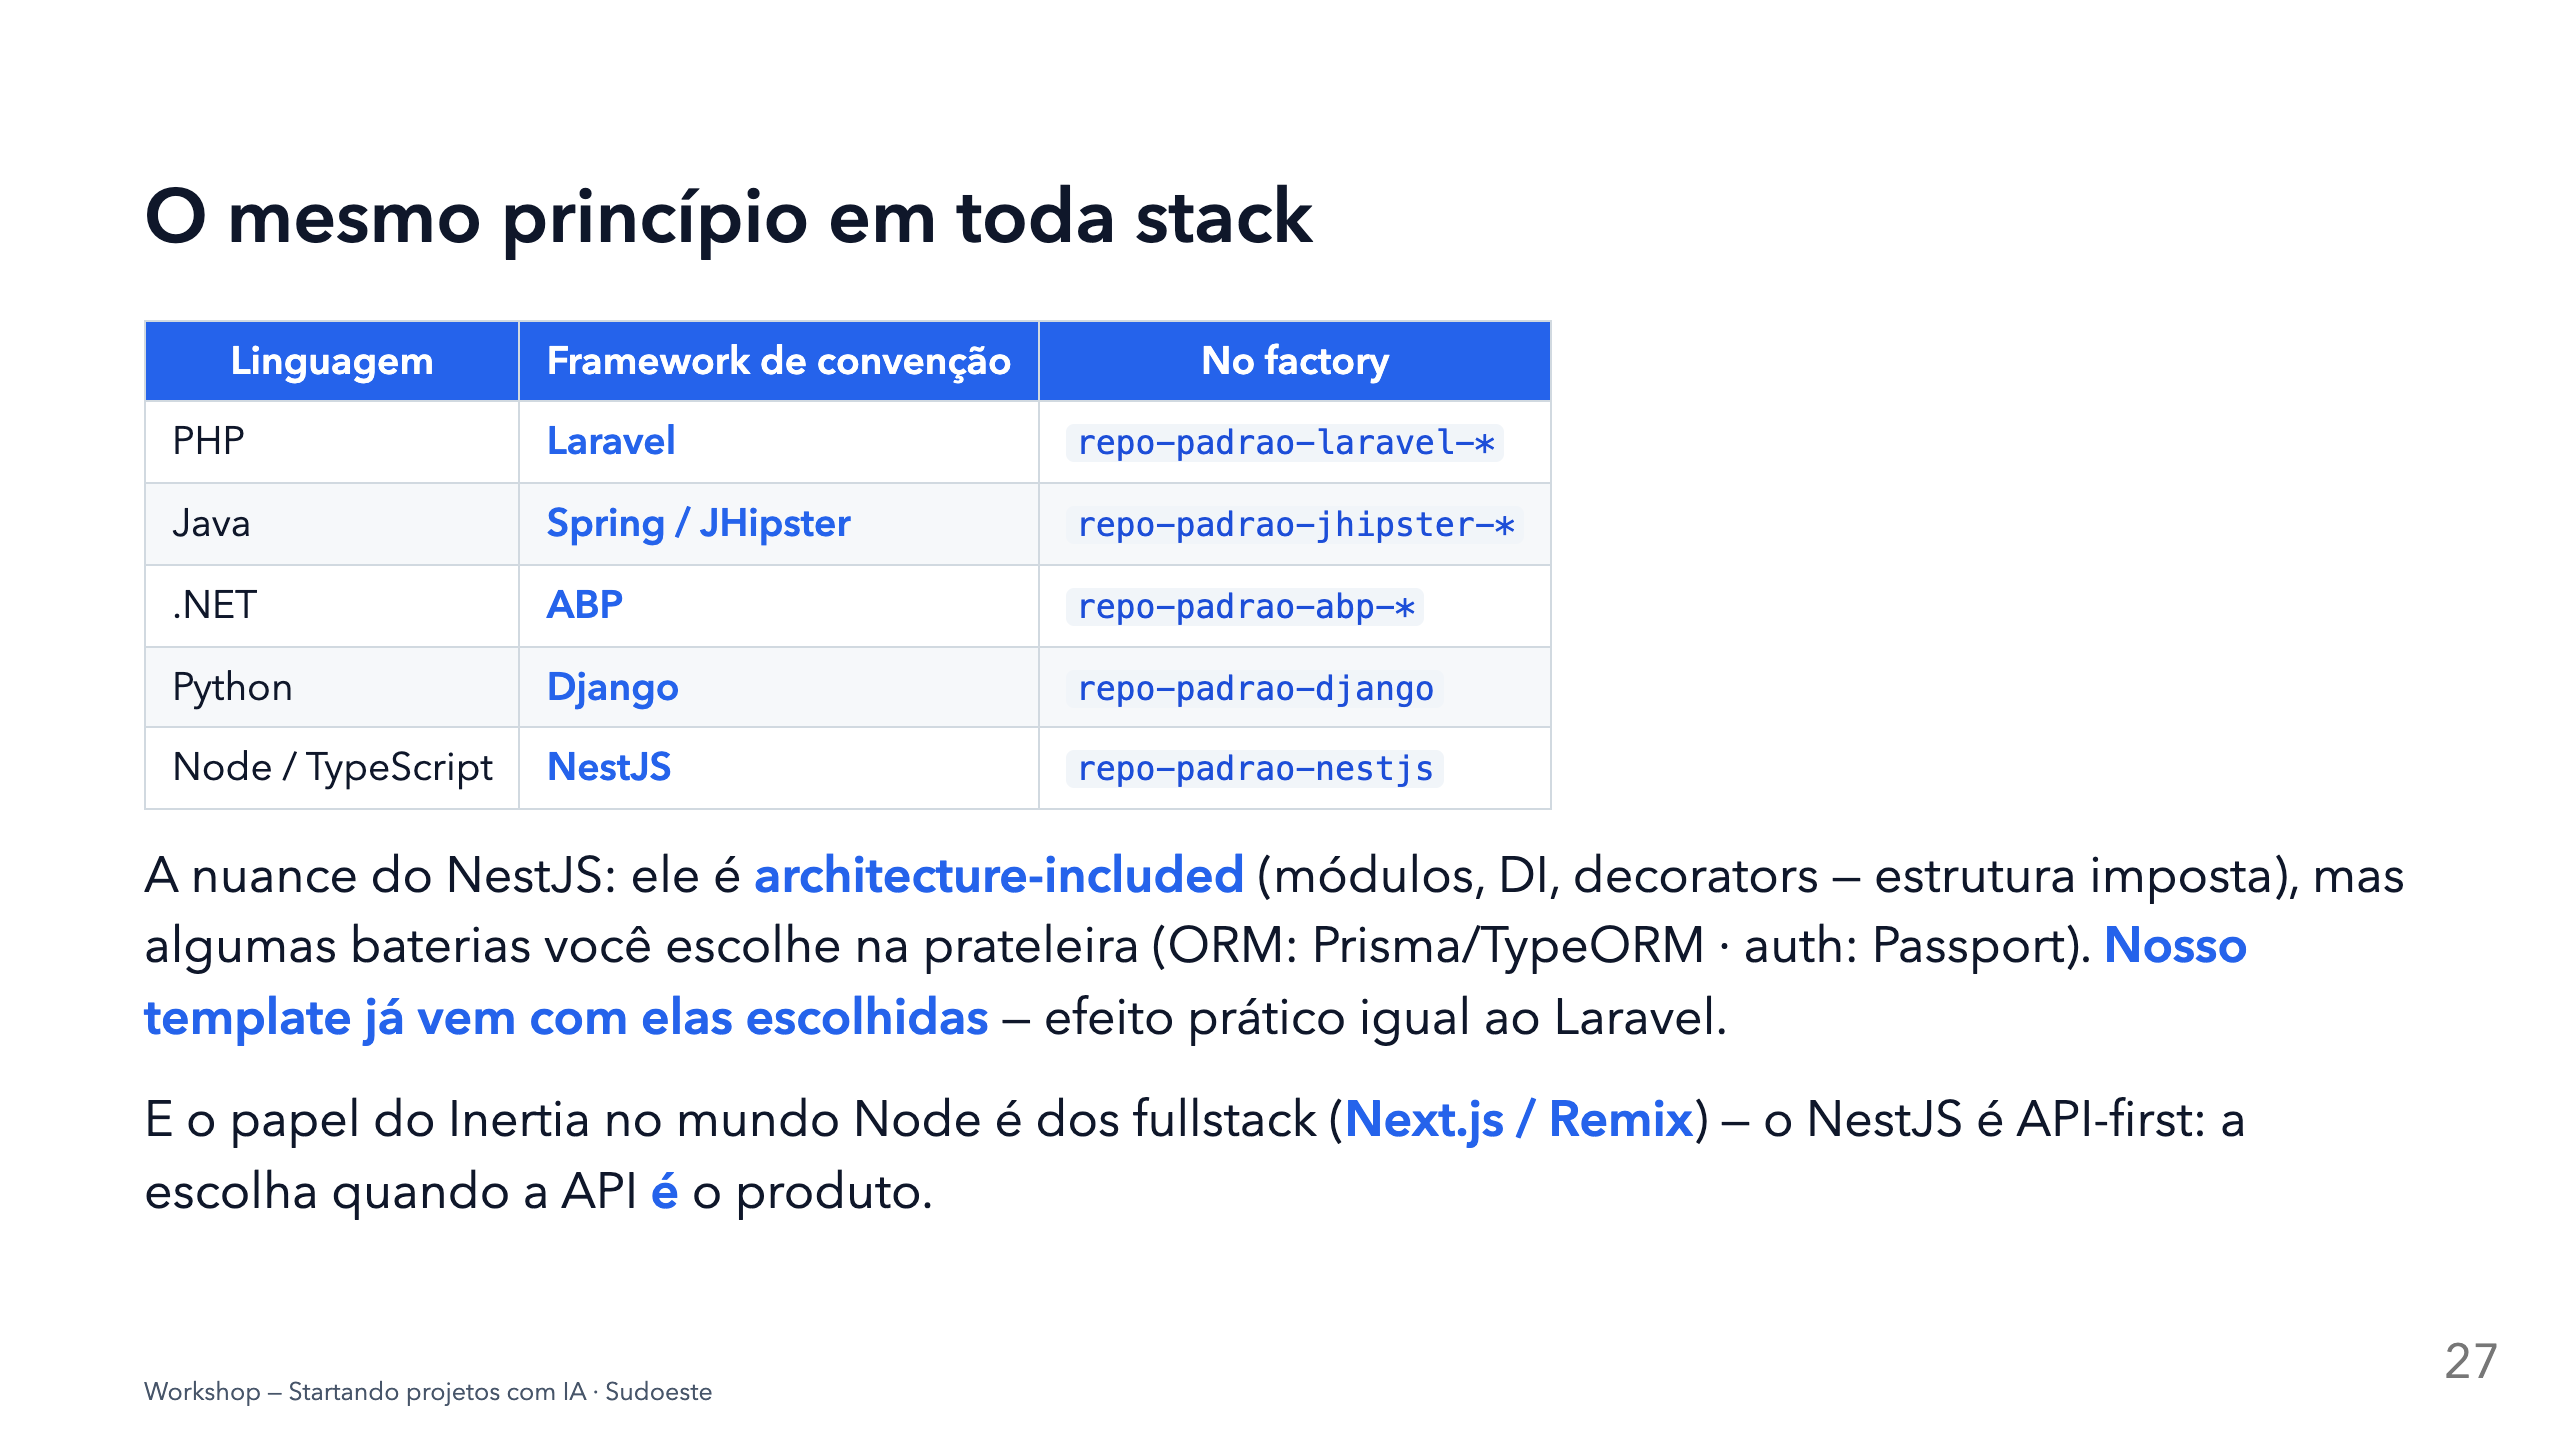 O mesmo princípio em toda stack
Linguagem Framework de convenção No factory
PHP Laravel repo-padrao-laravel-*
Java Spring / JHipster repo-padrao-jhipster-*
.NET ABP repo-padrao-abp-*
Python Django repo-padrao-django
Node / TypeScript NestJS repo-padrao-nestjs
A nuance do NestJS: ele é architecture-included (módulos, DI, decorators — estrutura imposta), mas
algumas baterias você escolhe na prateleira (ORM: Prisma/TypeORM · auth: Passport). Nosso
template já vem com elas escolhidas — efeito prático igual ao Laravel.
E o papel do Inertia no mundo Node é dos fullstack (Next.js / Remix) — o NestJS é API-first: a
escolha quando a API é o produto.
Workshop — Startando projetos com IA · Sudoeste
27